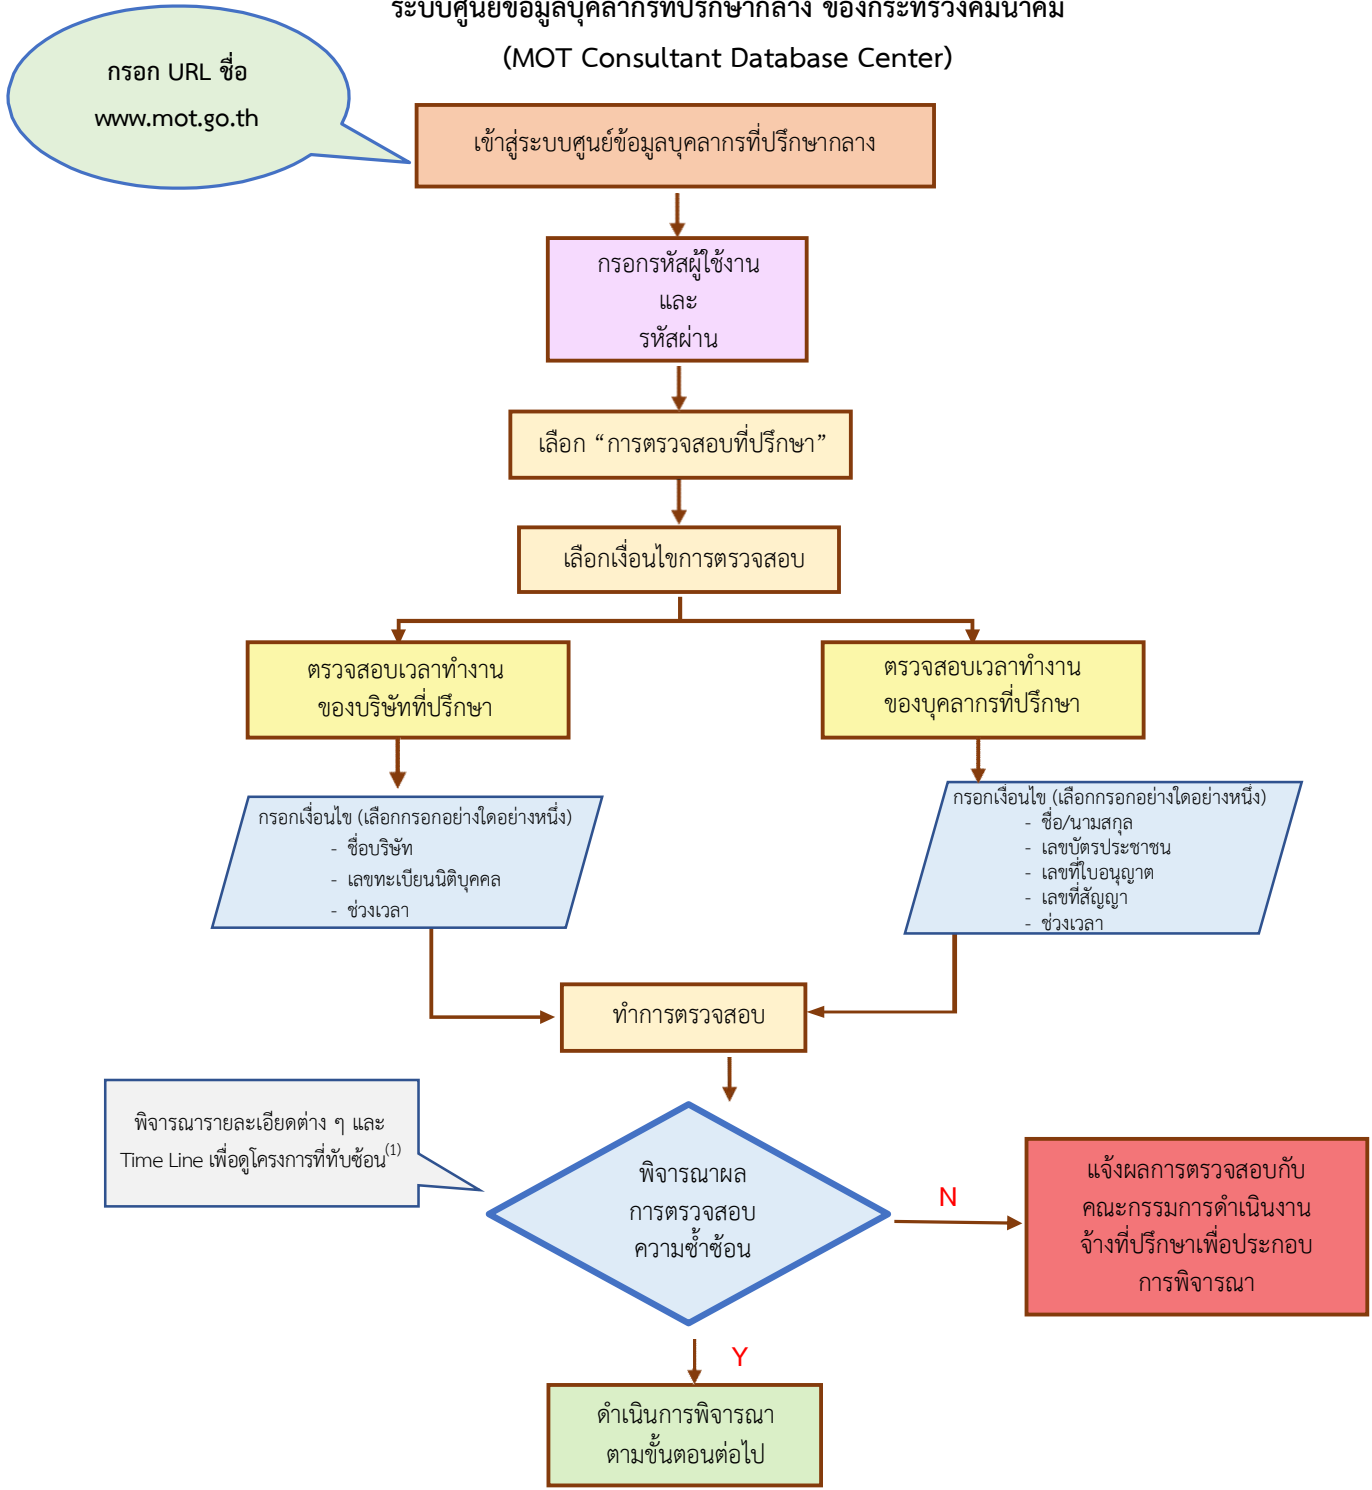 ระบบศูนย์ข้อมูลบุคลากรที่ปรึกษากลาง ของกระทรวงคมนาคม
(MOT Consultant Database Center)
กรอก URL ชื่อ
www.mot.go.th
เข้าสู่ระบบศูนย์ข้อมูลบุคลากรที่ปรึกษากลาง
กรอกรหัสผู้ใช้งาน
และ
รหัสผ่าน
เลือก “การตรวจสอบที่ปรึกษา”
เลือกเงื่อนไขการตรวจสอบ
ตรวจสอบเวลาทำงาน
ของบริษัทที่ปรึกษา
ตรวจสอบเวลาทำงาน
ของบุคลากรที่ปรึกษา
กรอกเงื่อนไข (เลือกกรอกอย่างใดอย่างหนึ่ง)
- ชื่อบริษัท
- เลขทะเบียนนิติบุคคล
- ช่วงเวลา
กรอกเงื่อนไข (เลือกกรอกอย่างใดอย่างหนึ่ง)
- ชื่อ/นามสกุล
- เลขบัตรประชาชน
- เลขที่ใบอนุญาต
- เลขที่สัญญา
- ช่วงเวลา
ทำการตรวจสอบ
พิจารณารายละเอียดต่าง ๆ และ
Time Line เพื่อดูโครงการที่ทับซ้อน(1)
พิจารณาผล
การตรวจสอบ
ความซ้ำซ้อน
N
แจ้งผลการตรวจสอบกับ
คณะกรรมการดำเนินงาน
จ้างที่ปรึกษาเพื่อประกอบ
การพิจารณา
Y
ดำเนินการพิจารณา
ตามขั้นตอนต่อไป